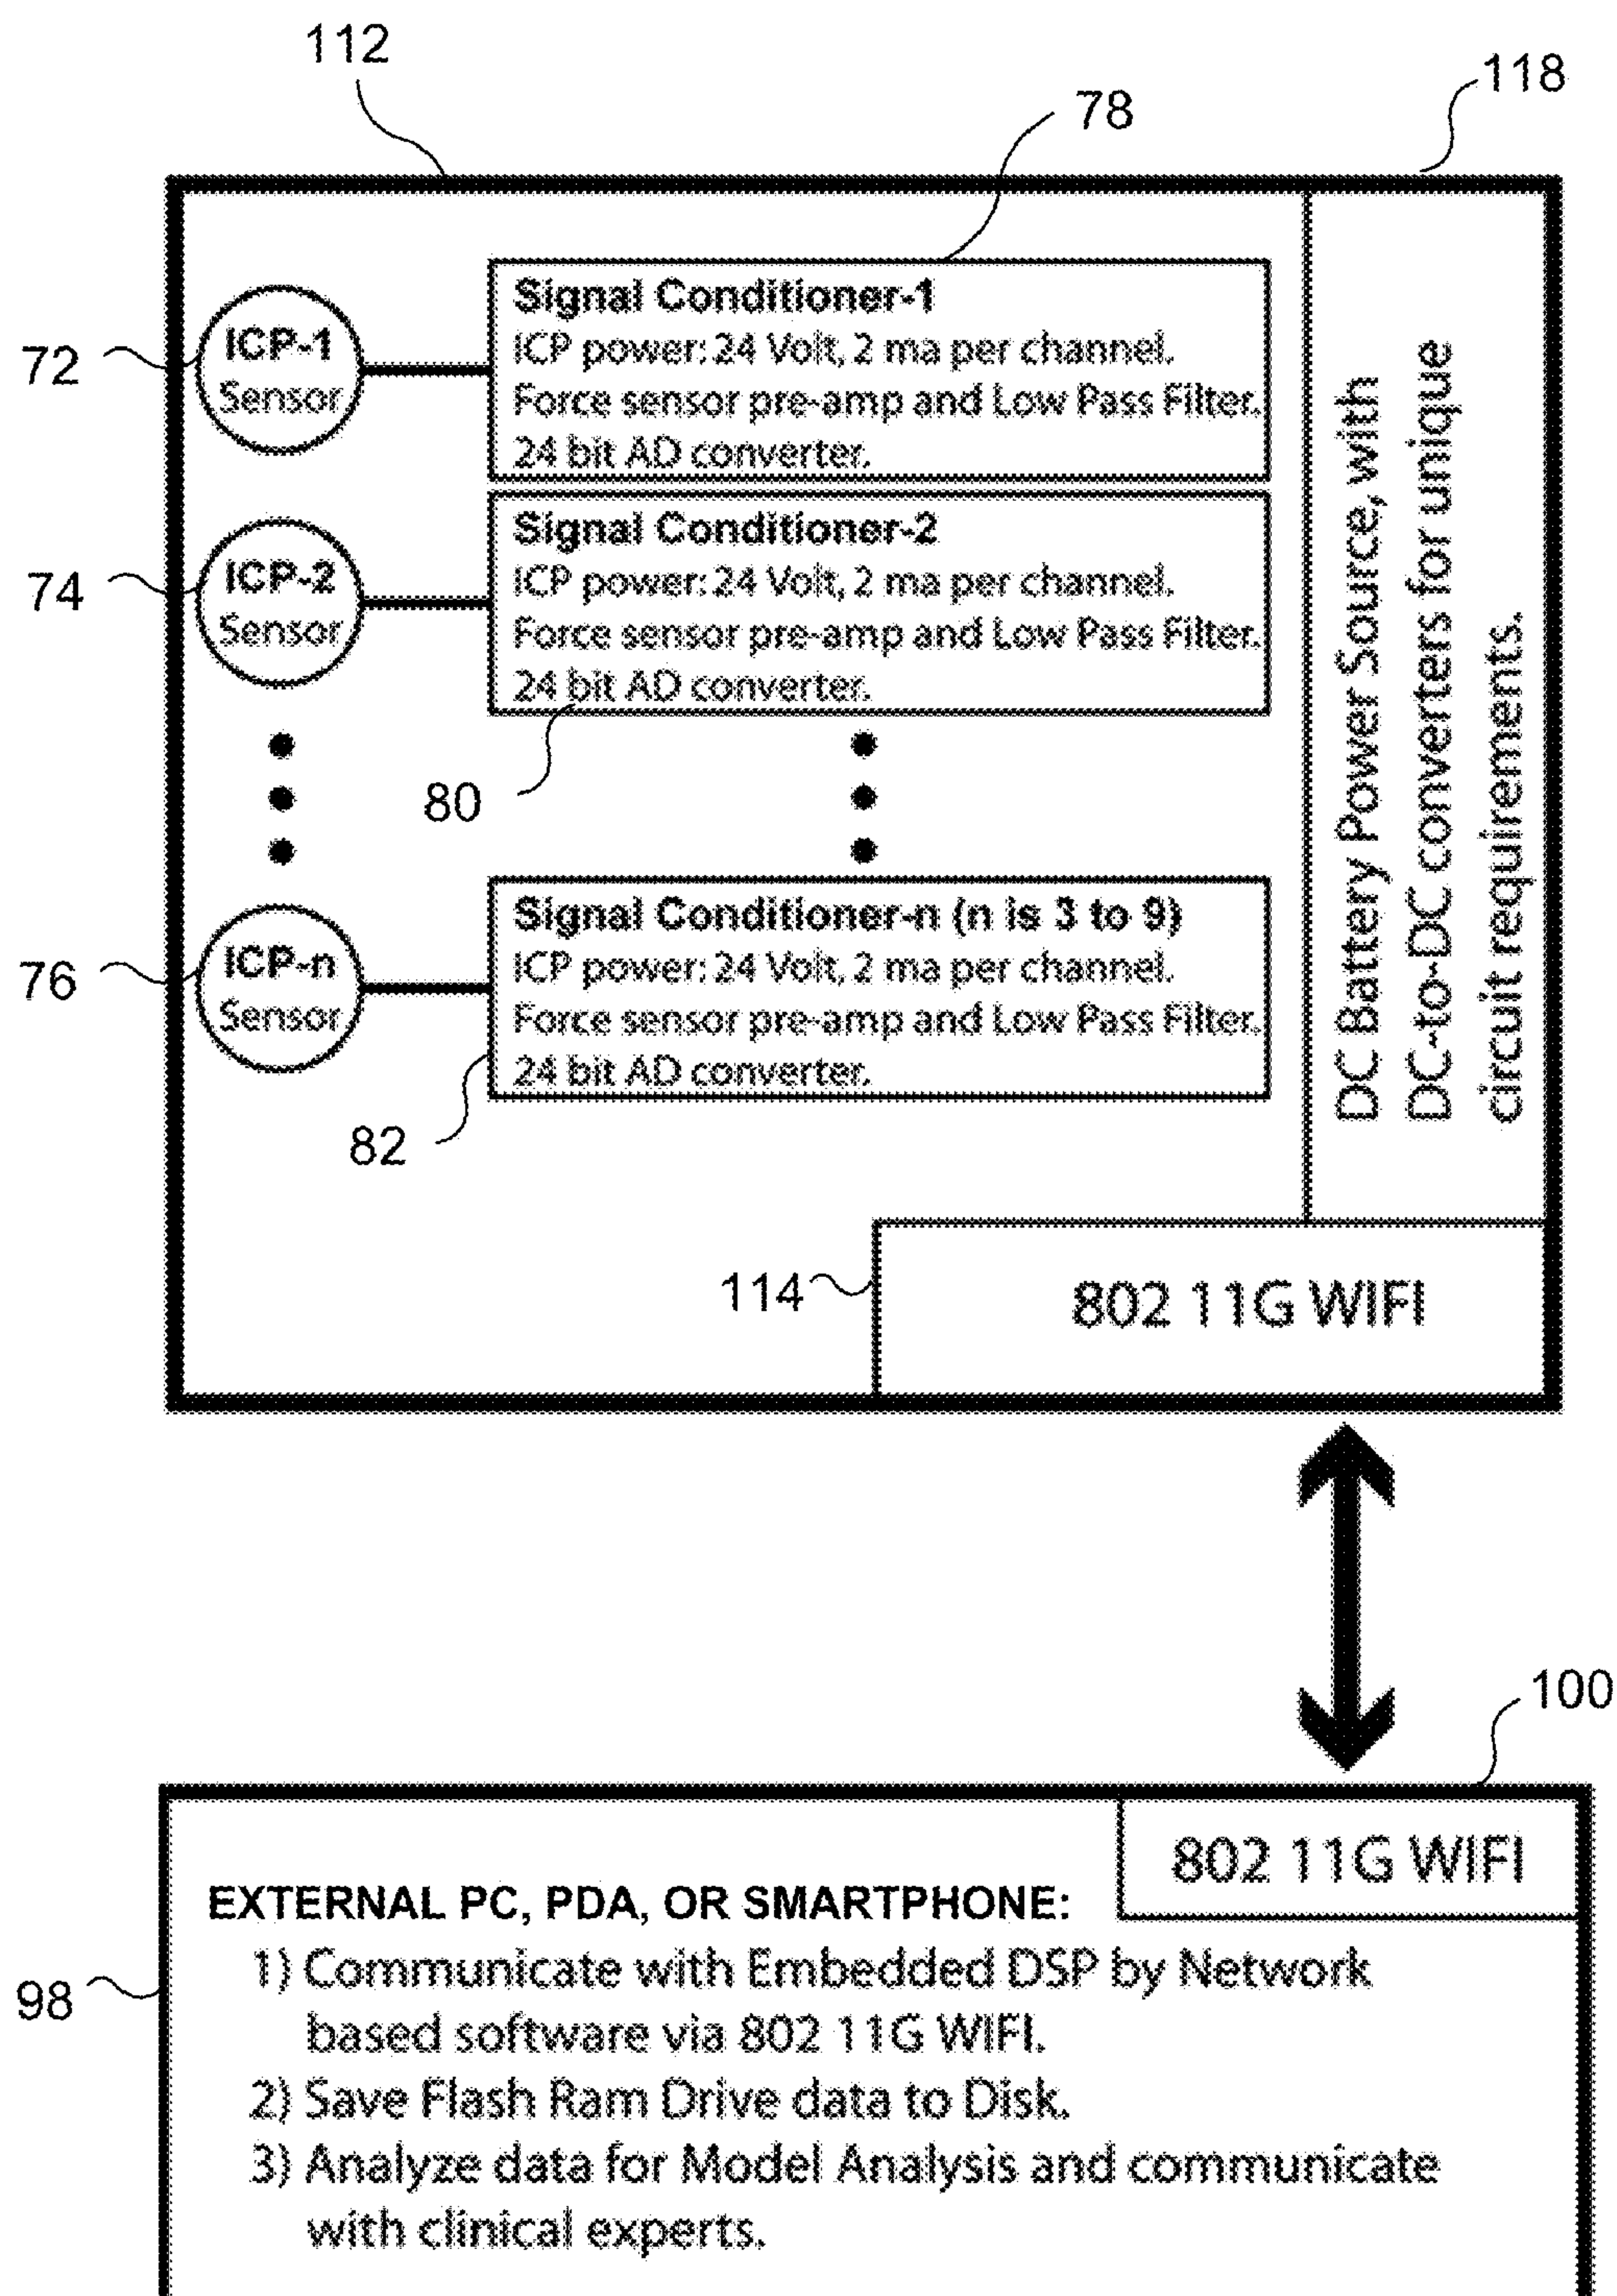 112
118
78
72
ICP-1
Sensor
Signal Conditioner-1
ICP power: 24 Volt, 2 ma per channel.
Force sensor pre-amp and Low Pass Filter.
24 bit AD converter.
74
ICP-2
Sensor
Signal Conditioner-2
ICP power: 24 Volt, 2 ma per channel.
Force sensor pre-amp and Low Pass Filter.
24 bit AD converter.
80
76
ICP-n
Sensor
Signal Conditioner-n (n is 3 to 9)
ICP power: 24 Volt, 2 ma per channel.
Force sensor pre-amp and Low Pass Filter.
24 bit AD converter.
82
DC Battery Power Source, with
DC-to-DC converters for unique
circuit requirements.
114
802 11G WIFI
100
802 11G WIFI
98
EXTERNAL PC, PDA, OR SMARTPHONE:
1) Communicate with Embedded DSP by Network
based software via 802 11G WIFI.
2) Save Flash Ram Drive data to Disk.
3) Analyze data for Model Analysis and communicate
with clinical experts.